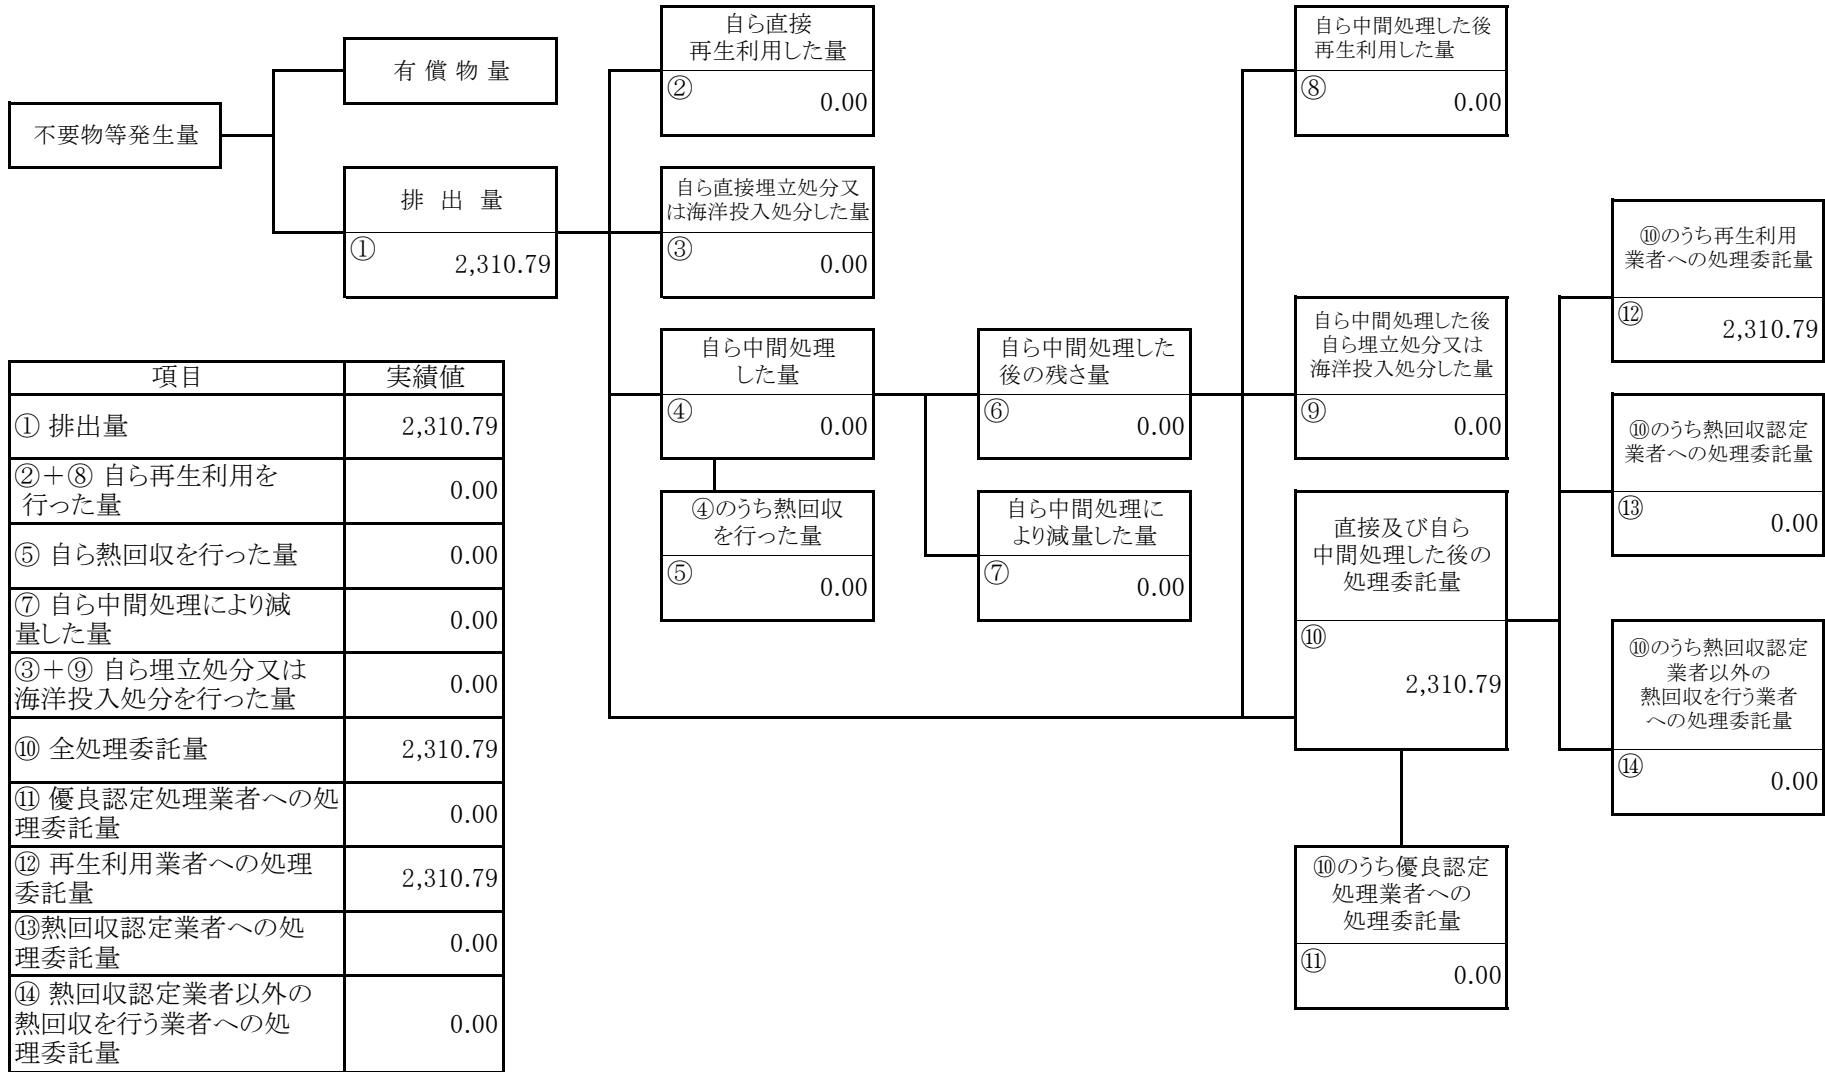 不要物等発生量
有 償 物 量
排 出 量
①
2,310.79
自ら直接
再生利用した量
②
0.00
自ら直接埋立処分又
は海洋投入処分した量
③
0.00
自ら中間処理
した量
④
0.00
④のうち熱回収
を行った量
⑤
0.00
自ら中間処理した
後の残さ量
⑥
0.00
自ら中間処理に
より減量した量
⑦
0.00
自ら中間処理した後
再生利用した量
⑧
0.00
自ら中間処理した後
自ら埋立処分又は
海洋投入処分した量
⑨
0.00
直接及び自ら
中間処理した後の
処理委託量
⑩
2,310.79
⑩のうち優良認定
処理業者への
処理委託量
⑪
0.00
⑩のうち再生利用
業者への処理委託量
⑫
2,310.79
⑩のうち熱回収認定
業者への処理委託量
⑬
0.00
⑩のうち熱回収認定
業者以外の
熱回収を行う業者
への処理委託量
⑭
0.00
項目 実績値
① 排出量 2,310.79
②＋⑧ 自ら再生利用を
行った量 0.00
⑤ 自ら熱回収を行った量 0.00
⑦ 自ら中間処理により減
量した量 0.00
③＋⑨ 自ら埋立処分又は
海洋投入処分を行った量 0.00
⑩ 全処理委託量 2,310.79
⑪ 優良認定処理業者への処
理委託量 0.00
⑫ 再生利用業者への処理
委託量 2,310.79
⑬熱回収認定業者への処
理委託量 0.00
⑭ 熱回収認定業者以外の
熱回収を行う業者への処
理委託量 0.00